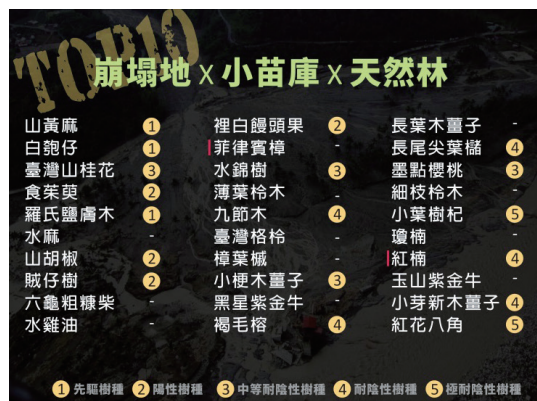 TOP10
崩塌地 x 小苗庫 x 天然林
山黃麻 1
白匏仔 1
臺灣山桂花 3
食茱萸 2
羅氏鹽膚木 1
水麻 -
山胡椒 2
賊仔樹 2
六龜粗糠柴 -
水雞油 -
裡白饅頭果 2
菲律賓樟 -
水錦樹 3
薄葉柃木 -
九節木 4
臺灣格柃 -
樟葉槭 -
小梗木薑子 3
黑星紫金牛 -
褐毛榕 4
長葉木薑子 -
長尾尖葉櫧 4
墨點櫻桃 3
細枝柃木 -
小葉樹杞 5
瓊楠 -
紅楠 4
玉山紫金牛 -
小芽新木薑子 4
紅花八角 5
1 先驅樹種 2 陽性樹種 3 中等耐陰性樹種 4 耐陰性樹種 5 極耐陰樹種